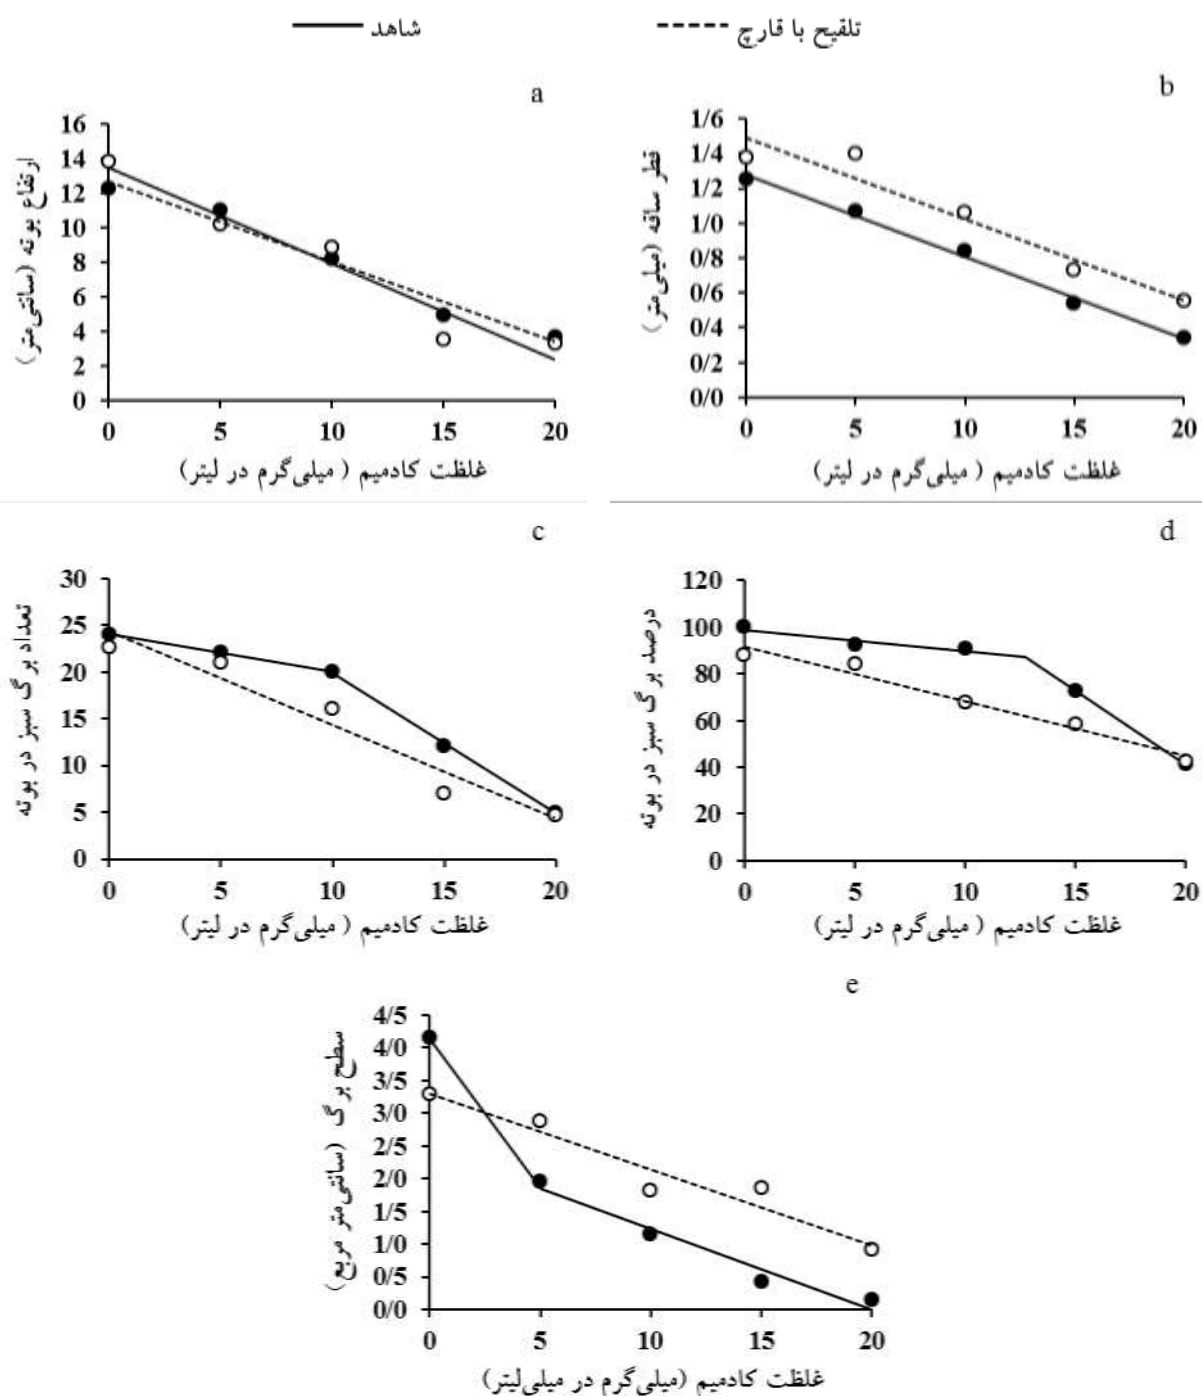 شاهد
تلقیح با قارچ
a
16
14
12
10
8
6
4
2
0
ارتفاع بوته (سانتی‌متر)
0 5 10 15 20
غلظت کادمیم ( میلی‌گرم در لیتر)
b
1/6
1/4
1/2
1/0
0/8
0/6
0/4
0/2
0/0
قطر ساقه (میلی‌متر)
0 5 10 15 20
غلظت کادمیم ( میلی‌گرم در لیتر)
c
30
25
20
15
10
5
0
تعداد برگ سبز در بوته
0 5 10 15 20
غلظت کادمیم ( میلی‌گرم در لیتر)
d
120
100
80
60
40
20
0
درصد برگ سبز در بوته
0 5 10 15 20
غلظت کادمیم ( میلی‌گرم در لیتر)
e
4/5
4/0
3/5
3/0
2/5
2/0
1/5
1/0
0/5
0/0
سطح برگ (سانتی‌متر مربع)
0 5 10 15 20
غلظت کادمیم (میلی‌گرم در میلی‌لیتر)